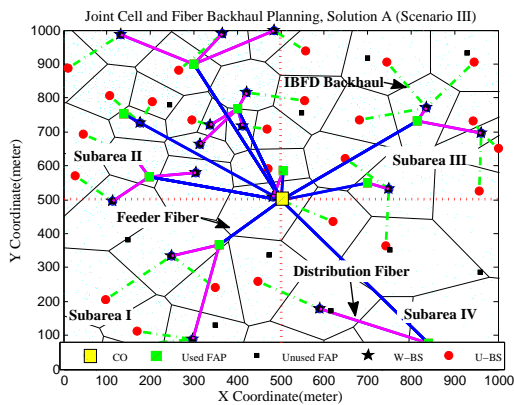 Joint Cell and Fiber Backhaul Planning, Solution A (Scenario III)
1000
900
800
700
600
500
400
300
200
100
0
Y Coordinate(meter)
IBFD Backhaul
Subarea II
Subarea III
Feeder Fiber
Distribution Fiber
Subarea I
Subarea IV
CO
Used FAP
Unused FAP
W-BS
U-BS
0 100 200 300 400 500 600 700 800 900 1000
X Coordinate(meter)